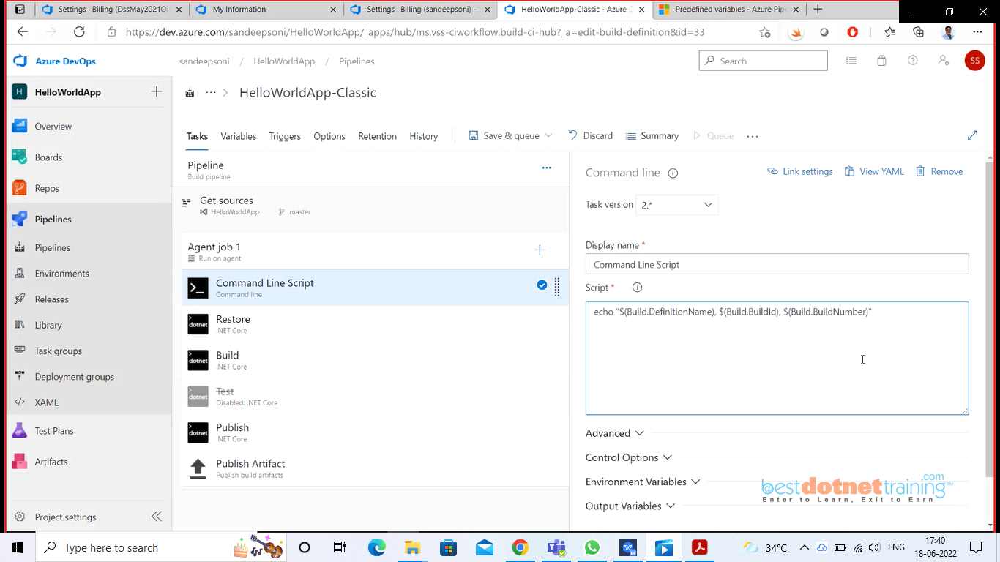 Settings - Billing (DssMay2021Or
My Information
Settings - Billing (sandeepsoni) -
HelloWorldApp-Classic - Azure D
Predefined variables - Azure Pip
https://dev.azure.com/sandeepsoni/HelloWorldApp/_apps/hub/ms.vss-ciworkflow.build-ci-hub?_a=edit-build-definition&id=33
Azure DevOps
sandeepsoni / HelloWorldApp / Pipelines
Search
SS
H HelloWorldApp
Overview
Boards
Repos
Pipelines
Pipelines
Environments
Releases
Library
Task groups
Deployment groups
XAML
Test Plans
Artifacts
Project settings
HelloWorldApp-Classic
Tasks Variables Triggers Options Retention History
Save & queue Discard Summary Queue
Pipeline
Build pipeline
Get sources
HelloWorldApp master
Agent job 1
Run on agent
Command Line Script
Command line
dotnet Restore
.NET Core
dotnet Build
.NET Core
dotnet Test
Disabled: .NET Core
dotnet Publish
.NET Core
Publish Artifact
Publish build artifacts
Command line
Link settings View YAML Remove
Task version 2.*
Display name *
Command Line Script
Script *
echo "$(Build.DefinitionName), $(Build.BuildId), $(Build.BuildNumber)"
Advanced
Control Options
Environment Variables
Output Variables
@bestdotnettraining.com™
Enter to Learn, Exit to Earn
Type here to search
34°C
ENG
17:40
18-06-2022